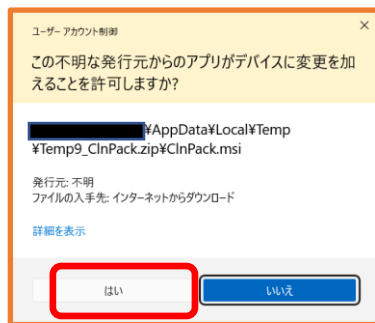 ユーザー アカウント制御
×
この不明な発行元からのアプリがデバイスに変更を加
えることを許可しますか?
¥AppData¥Local¥Temp
¥Temp9_ClnPack.zip¥ClnPack.msi
発行元: 不明
ファイルの入手先: インターネットからダウンロード
詳細を表示
はい
いいえ